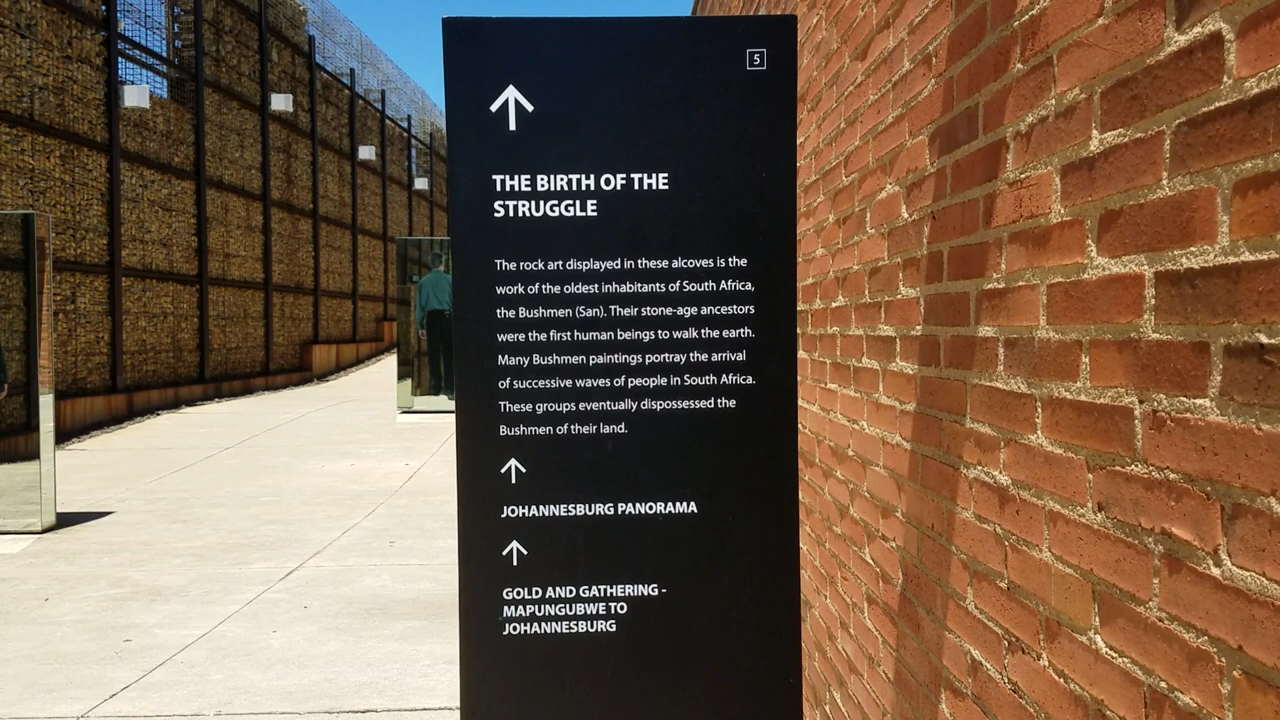 5
THE BIRTH OF THE
STRUGGLE
The rock art displayed in these alcoves is the
work of the oldest inhabitants of South Africa,
the Bushmen (San). Their stone-age ancestors
were the first human beings to walk the earth.
Many Bushmen paintings portray the arrival
of successive waves of people in South Africa.
These groups eventually dispossessed the
Bushmen of their land.
JOHANNESBURG PANORAMA
GOLD AND GATHERING -
MAPUNGUBWE TO
JOHANNESBURG